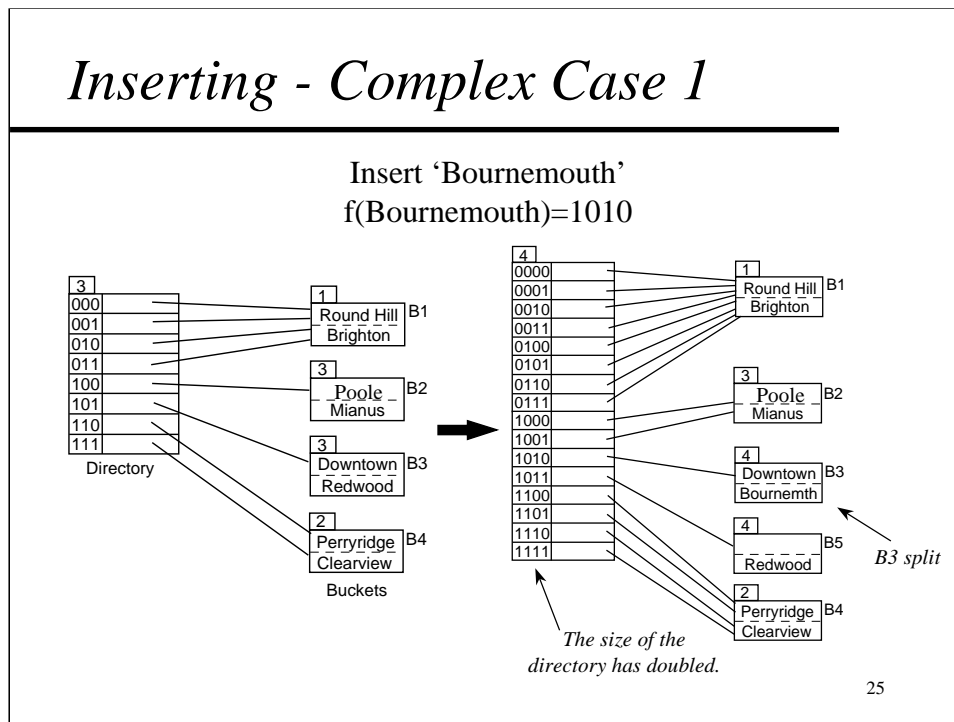 Inserting - Complex Case 1
Insert ‘Bournemouth’
f(Bournemouth)=1010
3
000
001
010
011
100
101
110
111
Directory
1
Round Hill
Brighton
B1
3
Poole
Mianus
B2
3
Downtown
Redwood
B3
2
Perryridge
Clearview
B4
Buckets
4
0000
0001
0010
0011
0100
0101
0110
0111
1000
1001
1010
1011
1100
1101
1110
1111
1
Round Hill
Brighton
B1
3
Poole
Mianus
B2
4
Downtown
Bournemth
B3
4
Redwood
B5
2
Perryridge
Clearview
B4
B3 split
The size of the
directory has doubled.
25